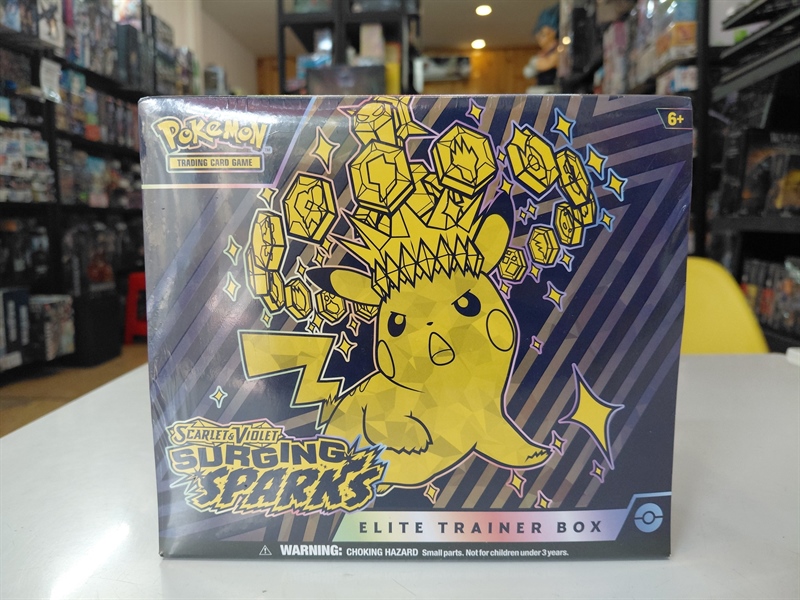 Pokémon
TRADING CARD GAME
6+
SCARLET & VIOLET
SURGING
SPARKS
ELITE TRAINER BOX
WARNING: CHOKING HAZARD Small parts. Not for children under 3 years.